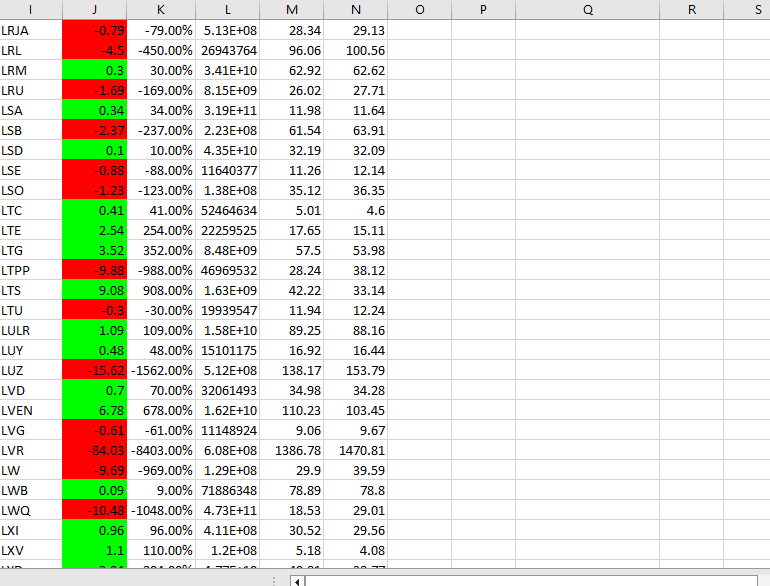 I J K L M N O P Q R S
LRJA -0.79 -79.00% 5.13E+08 28.34 29.13
LRL -4.5 -450.00% 26943764 96.06 100.56
LRM 0.3 30.00% 3.41E+10 62.92 62.62
LRU -1.69 -169.00% 8.15E+09 26.02 27.71
LSA 0.34 34.00% 3.19E+11 11.98 11.64
LSB -2.37 -237.00% 2.23E+08 61.54 63.91
LSD 0.1 10.00% 4.35E+10 32.19 32.09
LSE -0.88 -88.00% 11640377 11.26 12.14
LSO -1.23 -123.00% 1.38E+08 35.12 36.35
LTC 0.41 41.00% 52464634 5.01 4.6
LTE 2.54 254.00% 22259525 17.65 15.11
LTG 3.52 352.00% 8.48E+09 57.5 53.98
LTPP -9.88 -988.00% 46969532 28.24 38.12
LTS 9.08 908.00% 1.63E+09 42.22 33.14
LTU -0.3 -30.00% 19939547 11.94 12.24
LULR 1.09 109.00% 1.58E+10 89.25 88.16
LUY 0.48 48.00% 15101175 16.92 16.44
LUZ -15.62 -1562.00% 5.12E+08 138.17 153.79
LVD 0.7 70.00% 32061493 34.98 34.28
LVEN 6.78 678.00% 1.62E+10 110.23 103.45
LVG -0.61 -61.00% 11148924 9.06 9.67
LVR -84.03 -8403.00% 6.08E+08 1386.78 1470.81
LW -9.69 -969.00% 1.29E+08 29.9 39.59
LWB 0.09 9.00% 71886348 78.89 78.8
LWQ -10.48 -1048.00% 4.73E+11 18.53 29.01
LXI 0.96 96.00% 4.11E+08 30.52 29.56
LXV 1.1 110.00% 1.2E+08 5.18 4.08